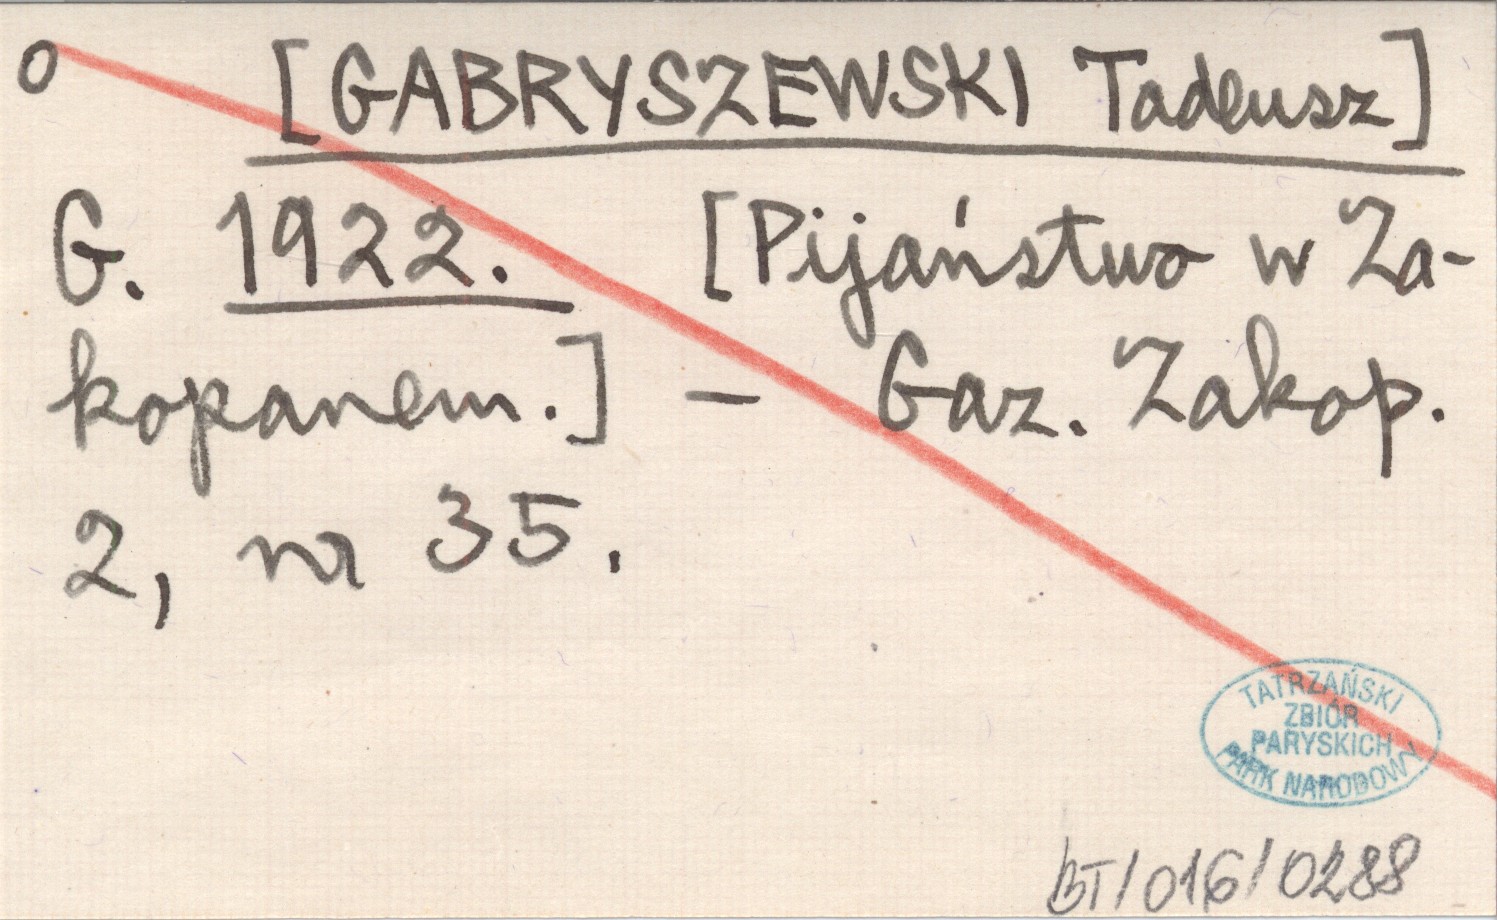 o [GABRYSZEWSKI Tadeusz]
G. 1922. [Pijaństwo w Za-
kopanem.] — Gaz. Zakop.
2, nr 35.
TATRZAŃSKI
ZBIÓR
PARYSKICH
PARK NARODOWY
BT/016/0288